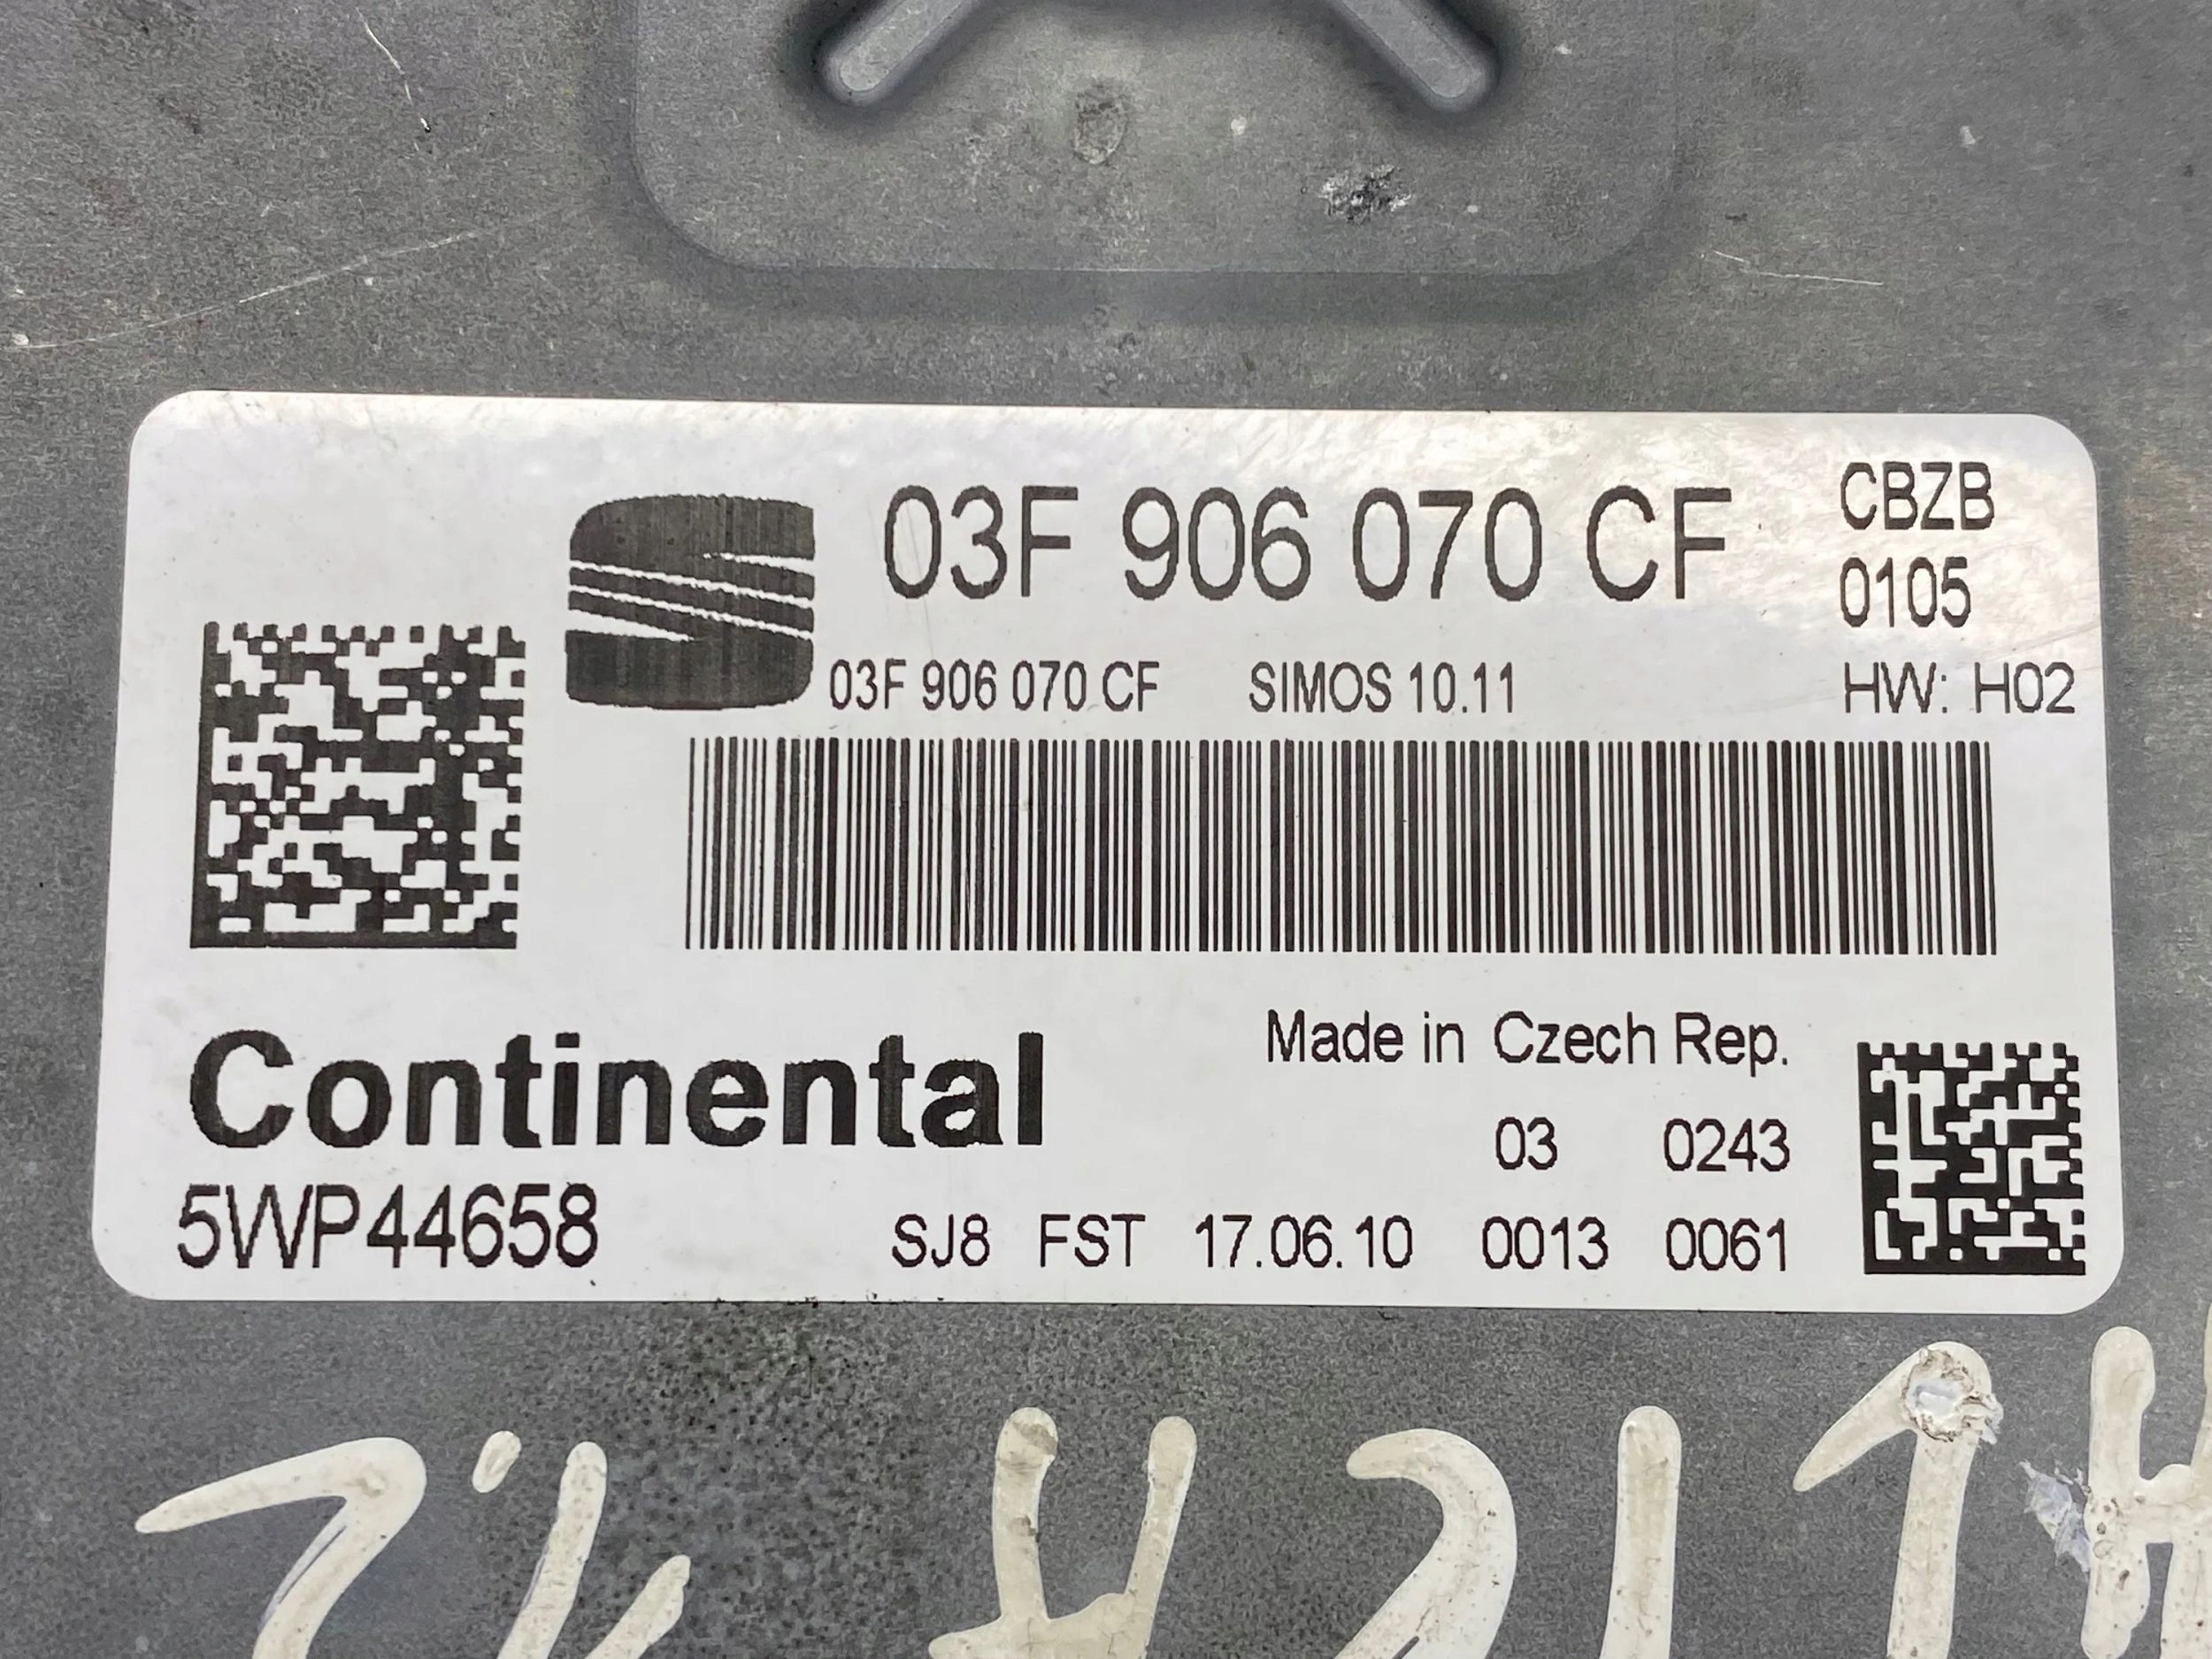 03F 906 070 CF
CBZB
0105
03F 906 070 CF SIMOS 10.11 HW: H02
Continental
Made in Czech Rep.
03 0243
5WP44658
SJ8 FST 17.06.10 0013 0061